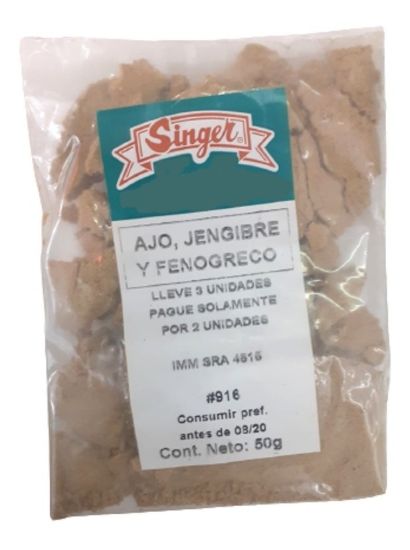 Singer
AJO, JENGIBRE
Y FENOGRECO
LLEVE 3 UNIDADES
PAGUE SOLAMENTE
POR 2 UNIDADES
IMM SRA 4515
#916
Consumir pref.
antes de 08/20
Cont. Neto: 50g